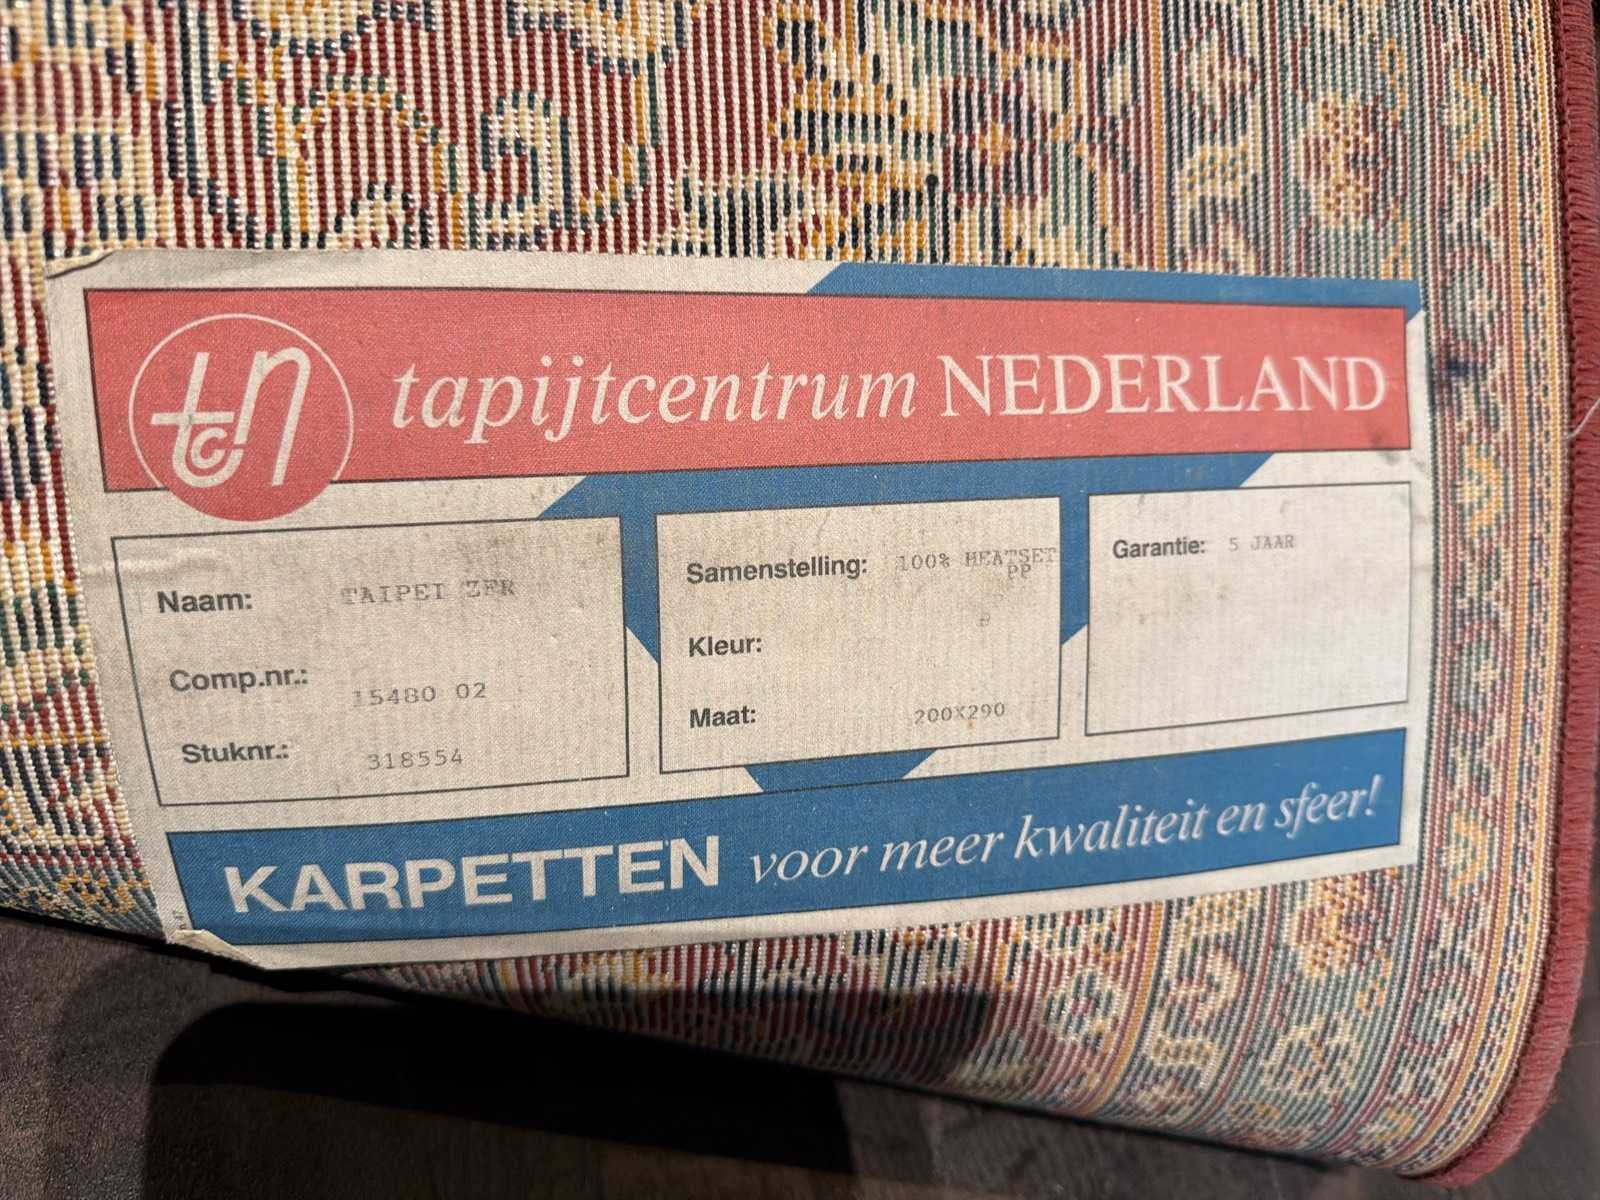 tcn tapijtcentrum NEDERLAND
Naam: TAIPEI ZFR
Comp.nr.: 15480 02
Stuknr.: 318554
Samenstelling: 100% HEATSET
PP
Kleur:
Maat: 200X290
Garantie: 5 JAAR
KARPETTEN voor meer kwaliteit en sfeer!